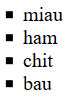 ▪ miau
▪ ham
▪ chit
▪ bau